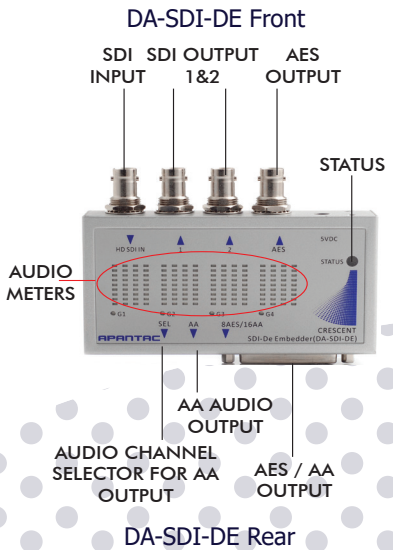 DA-SDI-DE Front
SDI INPUT
SDI OUTPUT 1&2
AES OUTPUT
STATUS
HD SDI IN
1
2
AES
5VDC
STATUS
AUDIO METERS
G1
G2
G3
G4
SEL
AA
8AES/16AA
APANTAC
CRESCENT
SDI-De Embedder(DA-SDI-DE)
AA AUDIO OUTPUT
AUDIO CHANNEL SELECTOR FOR AA OUTPUT
AES / AA OUTPUT
DA-SDI-DE Rear